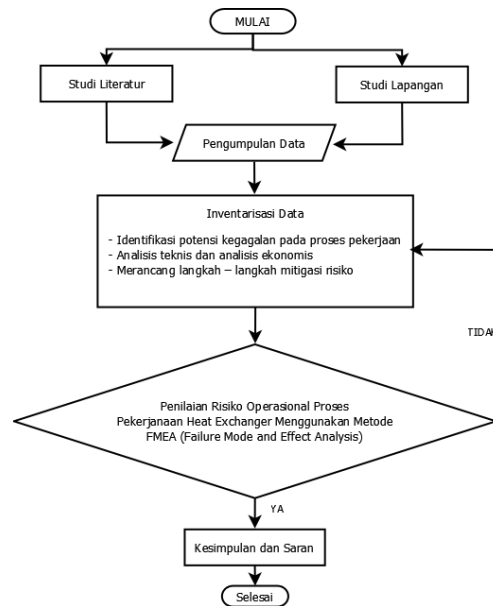 MULAI
Studi Literatur
Studi Lapangan
Pengumpulan Data
Inventarisasi Data
- Identifikasi potensi kegagalan pada proses pekerjaan
- Analisis teknis dan analisis ekonomis
- Merancang langkah – langkah mitigasi risiko
TIDAK
Penilaian Risiko Operasional Proses
Pekerjanaan Heat Exchanger Menggunakan Metode
FMEA (Failure Mode and Effect Analysis)
YA
Kesimpulan dan Saran
Selesai